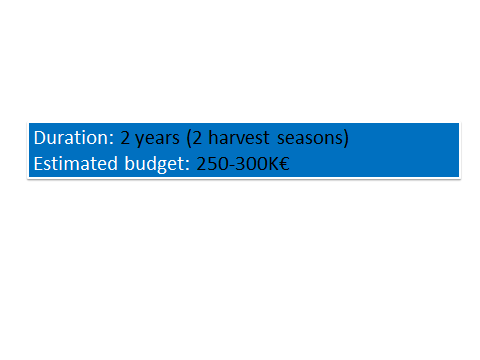 Duration: 2 years (2 harvest seasons)
Estimated budget: 250-300K€